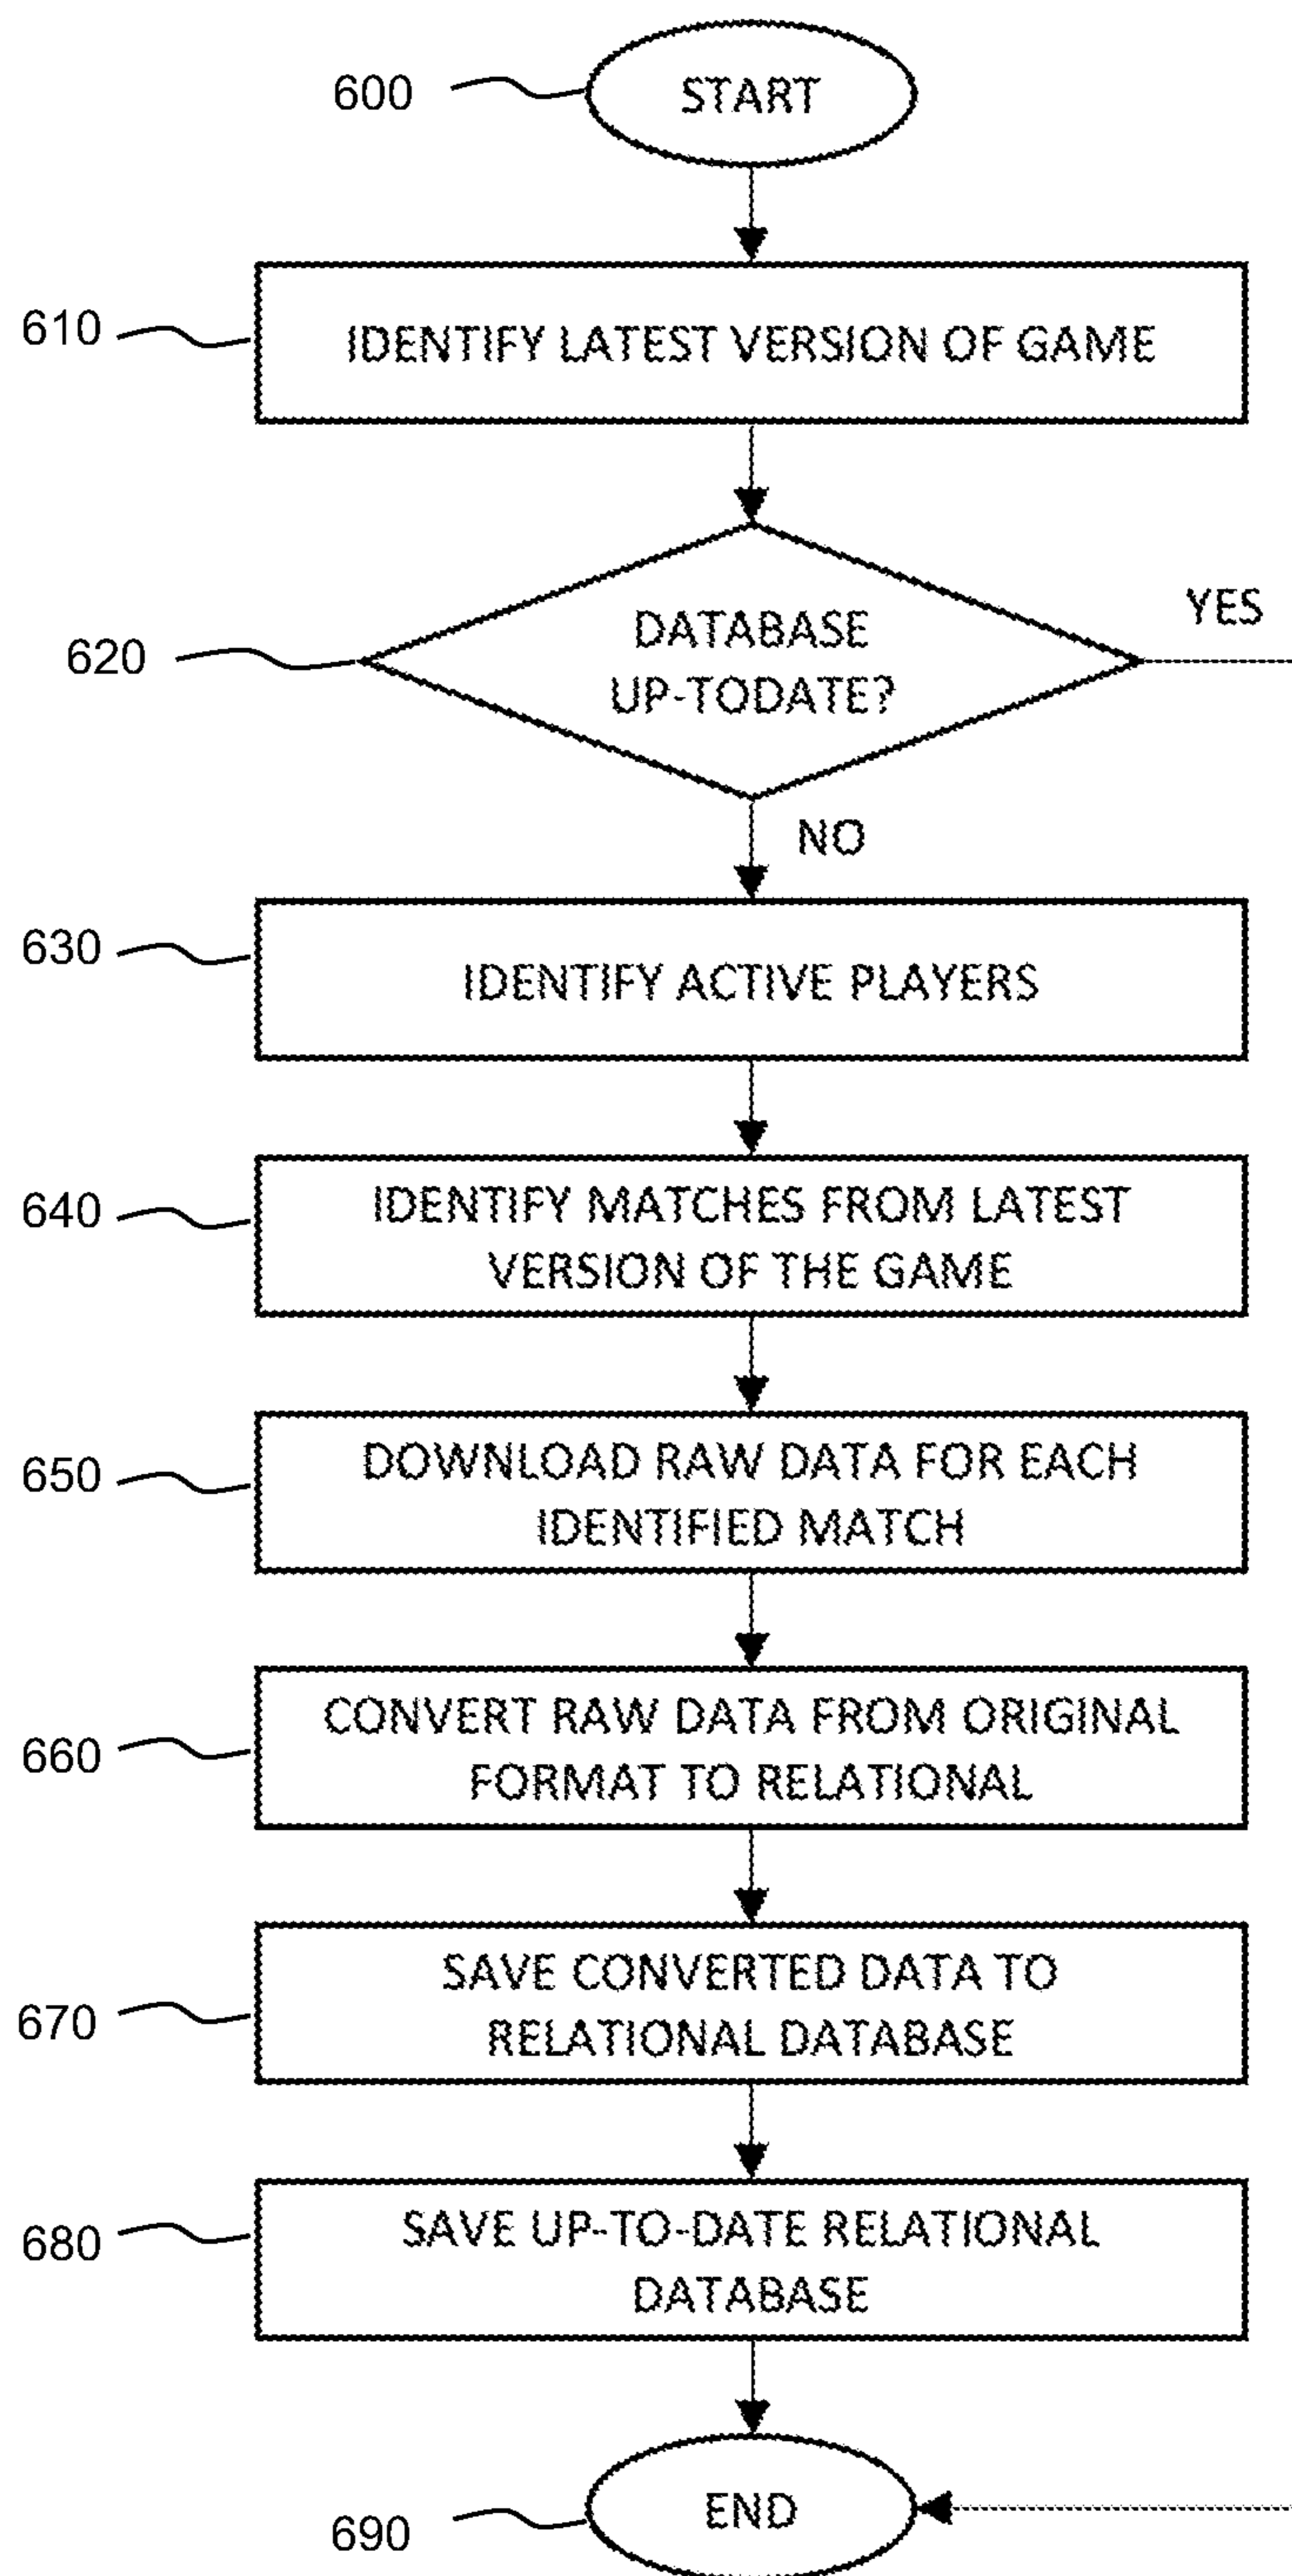 600
START
610
IDENTIFY LATEST VERSION OF GAME
620
DATABASE
UP-TODATE?
YES
NO
630
IDENTIFY ACTIVE PLAYERS
640
IDENTIFY MATCHES FROM LATEST
VERSION OF THE GAME
650
DOWNLOAD RAW DATA FOR EACH
IDENTIFIED MATCH
660
CONVERT RAW DATA FROM ORIGINAL
FORMAT TO RELATIONAL
670
SAVE CONVERTED DATA TO
RELATIONAL DATABASE
680
SAVE UP-TO-DATE RELATIONAL
DATABASE
690
END